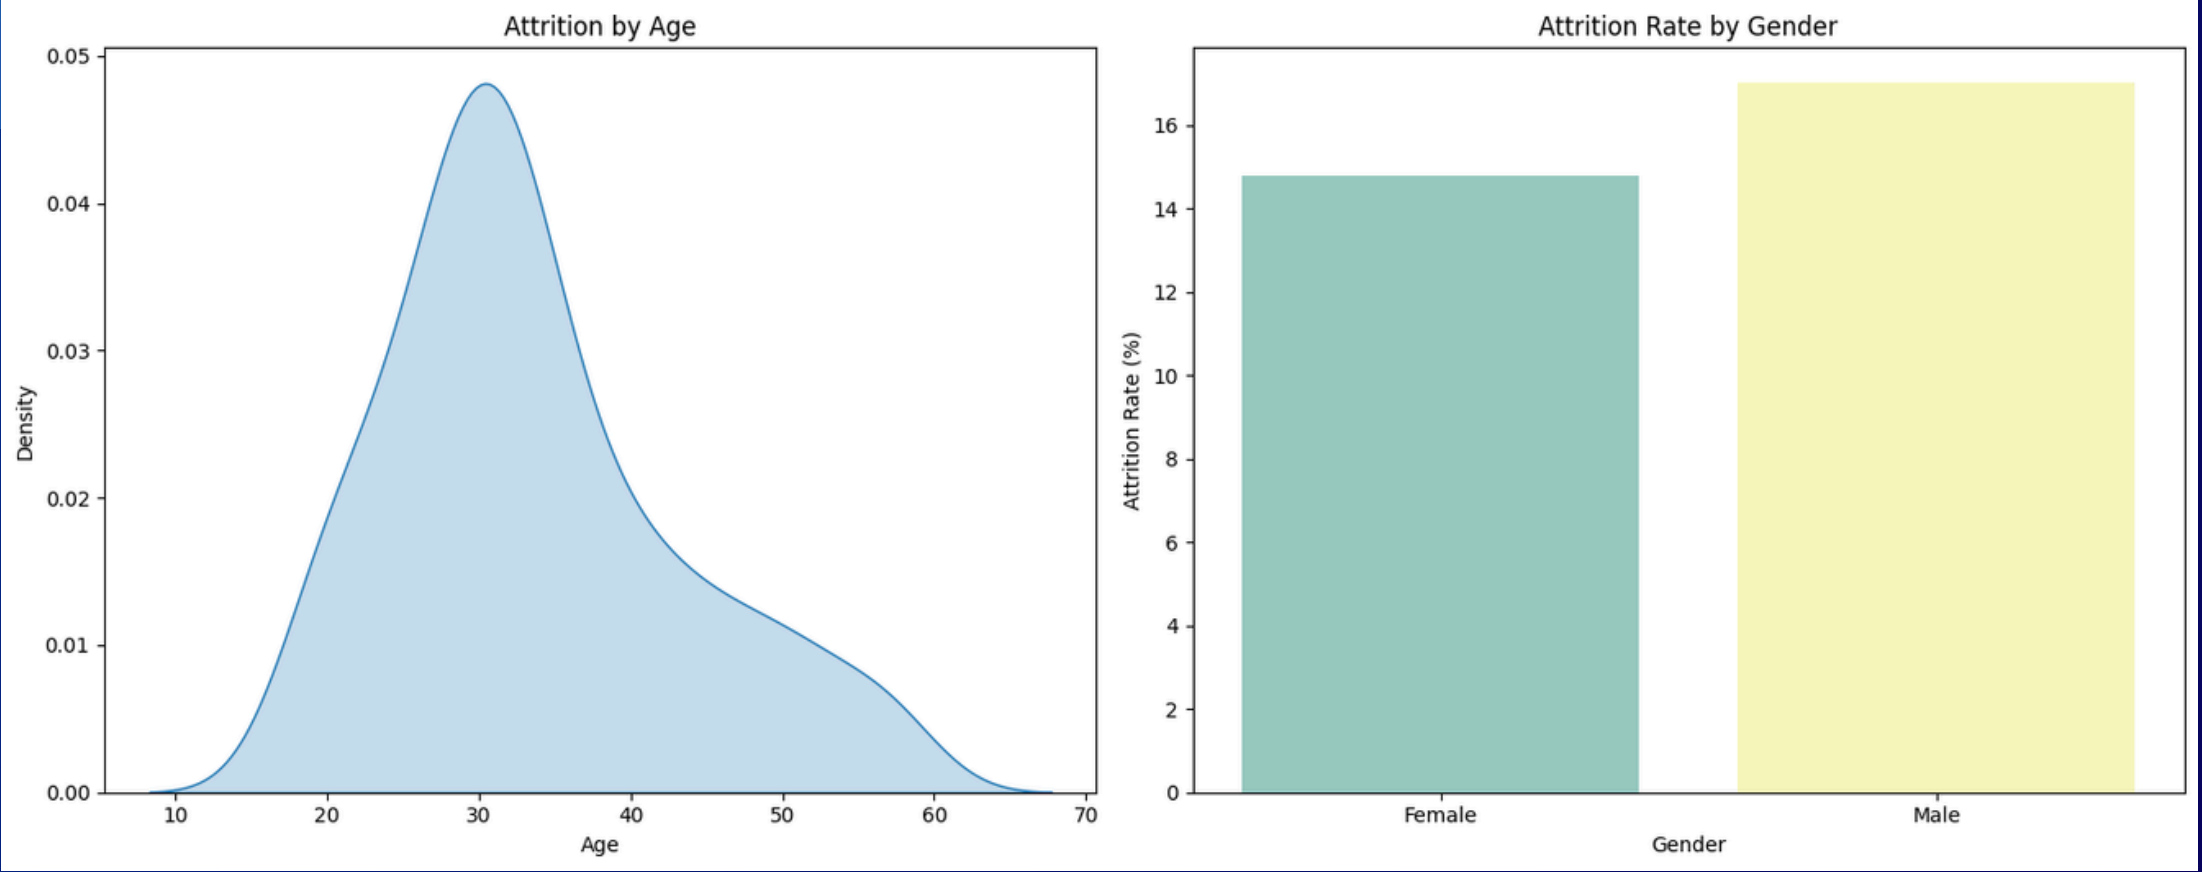 Attrition by Age
0.05
0.04
0.03
0.02
0.01
0.00
Density
10 20 30 40 50 60 70
Age
Attrition Rate by Gender
16
14
12
10
8
6
4
2
0
Attrition Rate (%)
Female Male
Gender